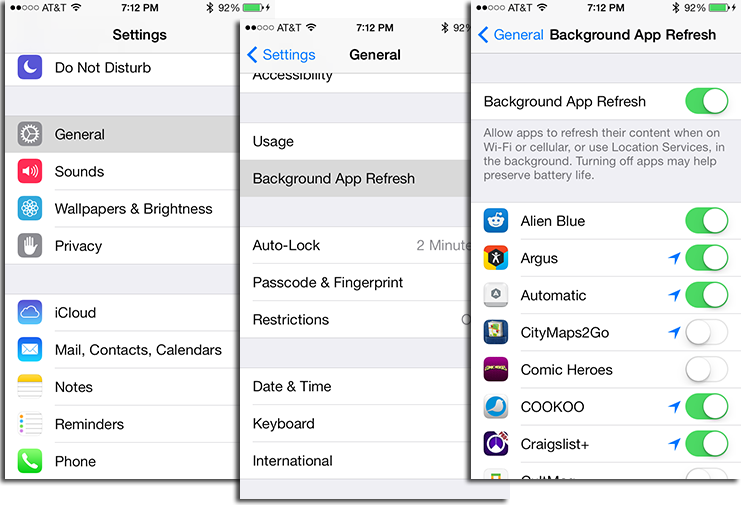 AT&T 7:12 PM 92%
Settings
Do Not Disturb
General
Sounds
Wallpapers & Brightness
Privacy
iCloud
Mail, Contacts, Calendars
Notes
Reminders
Phone
AT&T 7:12 PM 92%
Settings General
Accessibility
Usage
Background App Refresh
Auto-Lock 2 Minute
Passcode & Fingerprint
Restrictions O
Date & Time
Keyboard
International
AT&T 7:12 PM 92%
General Background App Refresh
Background App Refresh
Allow apps to refresh their content when on
Wi-Fi or cellular, or use Location Services, in
the background. Turning off apps may help
preserve battery life.
Alien Blue
Argus
Automatic
CityMaps2Go
Comic Heroes
COOKOO
Craigslist+
CultMag